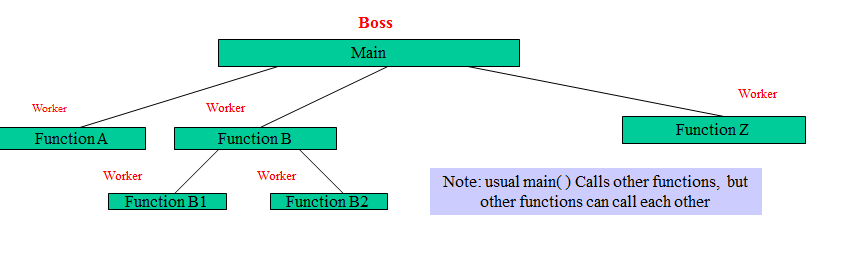 Boss
Main
Worker
Worker
Worker
Function A
Function B
Function Z
Worker
Worker
Function B1
Function B2
Note: usual main( ) Calls other functions, but
other functions can call each other